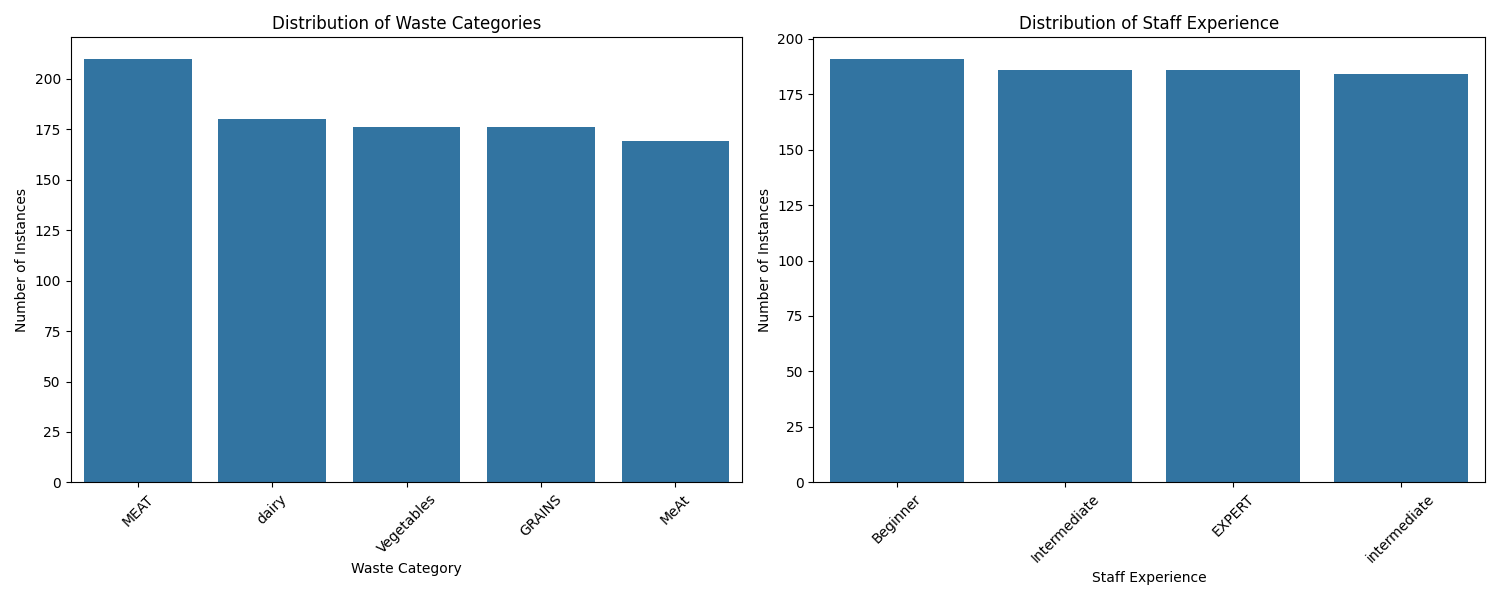 Distribution of Waste Categories
Number of Instances
200
175
150
125
100
75
50
25
0
MEAT
dairy
Vegetables
GRAINS
MeAt
Waste Category
Distribution of Staff Experience
Number of Instances
200
175
150
125
100
75
50
25
0
Beginner
Intermediate
EXPERT
intermediate
Staff Experience